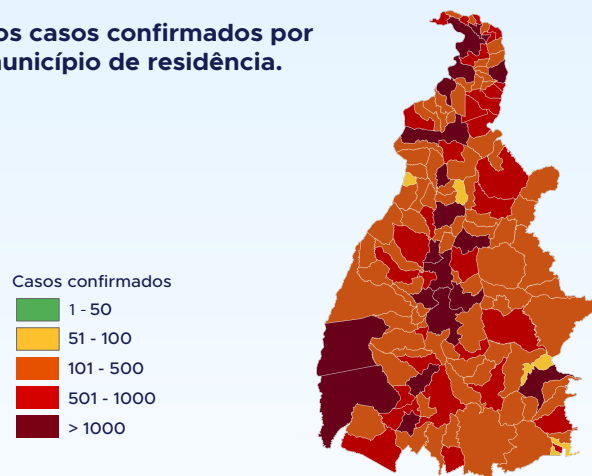 os casos confirmados por
unicípio de residência.
Casos confirmados
1 - 50
51 - 100
101 - 500
501 - 1000
> 1000